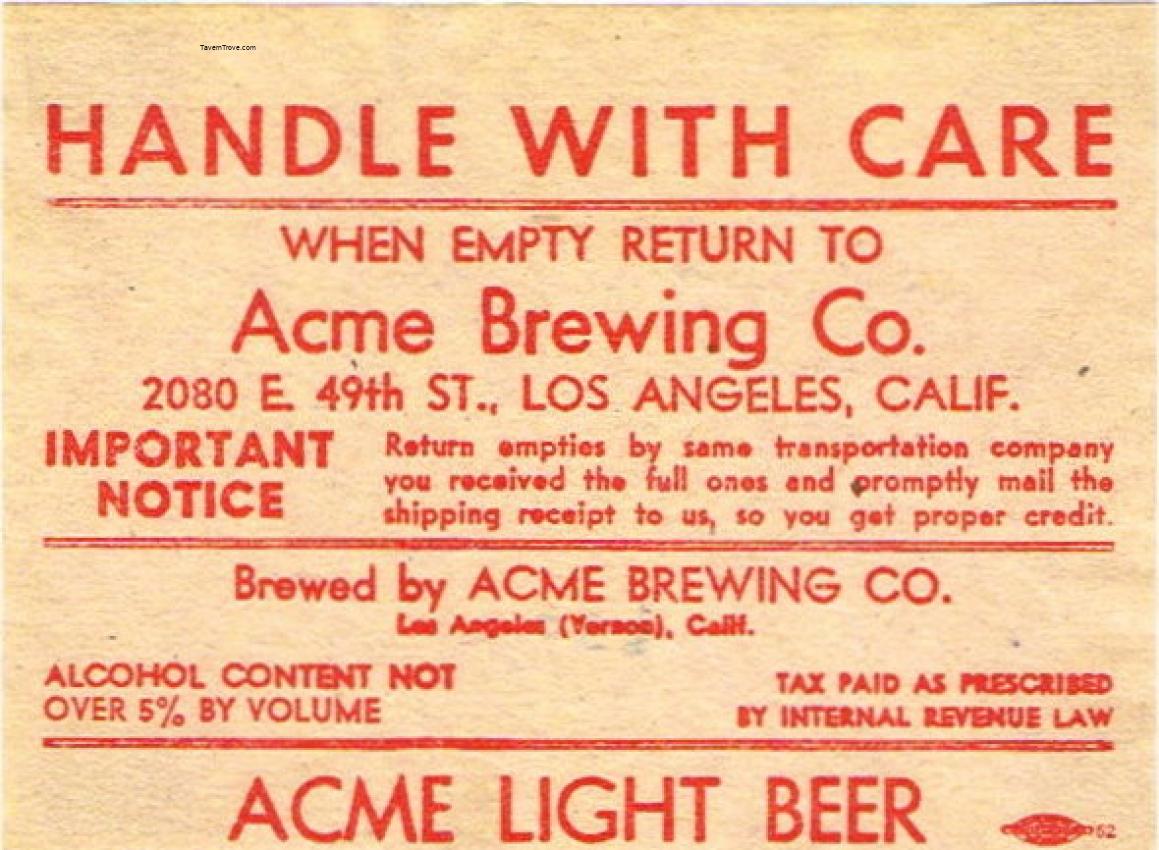 TavernTrove.com
HANDLE WITH CARE
WHEN EMPTY RETURN TO
Acme Brewing Co.
2080 E. 49th ST., LOS ANGELES, CALIF.
IMPORTANT
NOTICE
Return empties by same transportation company
you received the full ones and promptly mail the
shipping receipt to us, so you get proper credit.
Brewed by ACME BREWING CO.
Los Angeles (Vernon), Calif.
ALCOHOL CONTENT NOT
OVER 5% BY VOLUME
TAX PAID AS PRESCRIBED
BY INTERNAL REVENUE LAW
ACME LIGHT BEER
62